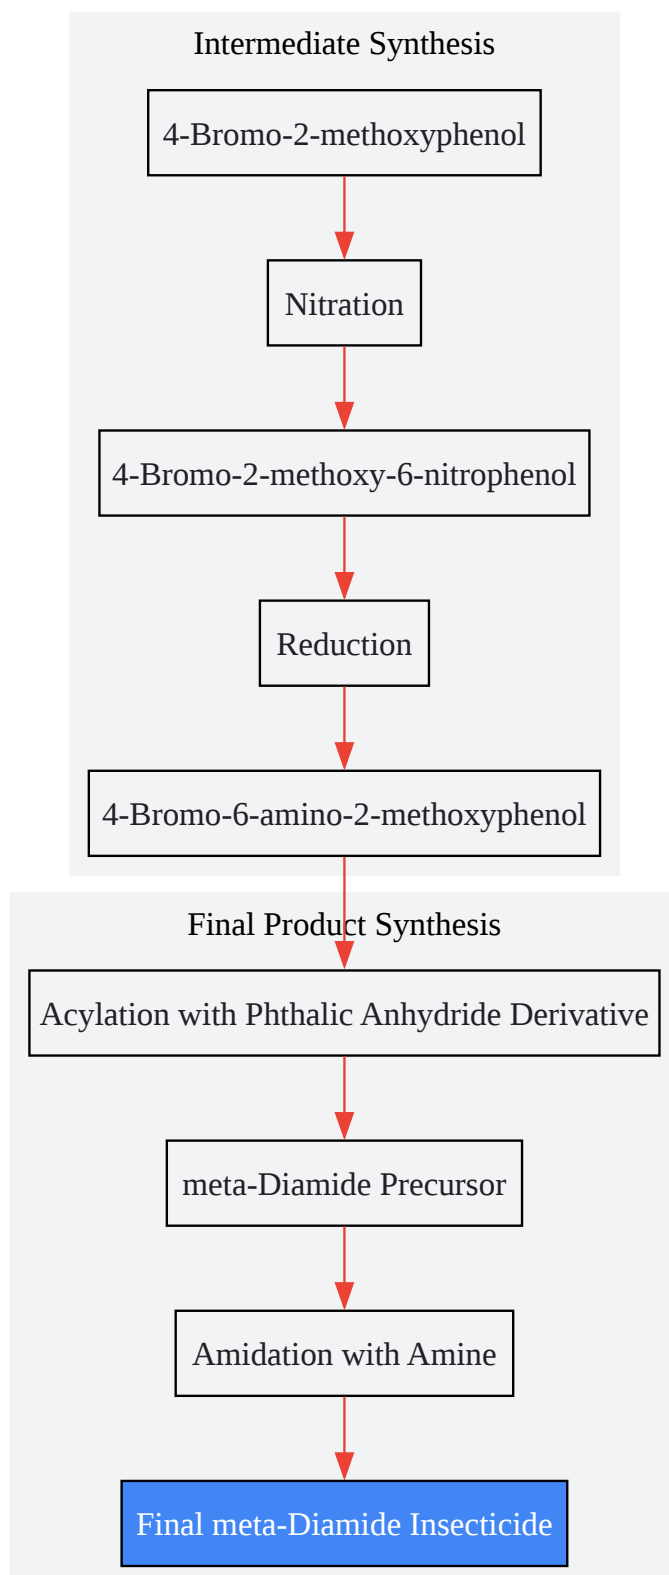 Intermediate Synthesis
4-Bromo-2-methoxyphenol
Nitration
4-Bromo-2-methoxy-6-nitrophenol
Reduction
4-Bromo-6-amino-2-methoxyphenol
Final Product Synthesis
Acylation with Phthalic Anhydride Derivative
meta-Diamide Precursor
Amidation with Amine
Final meta-Diamide Insecticide